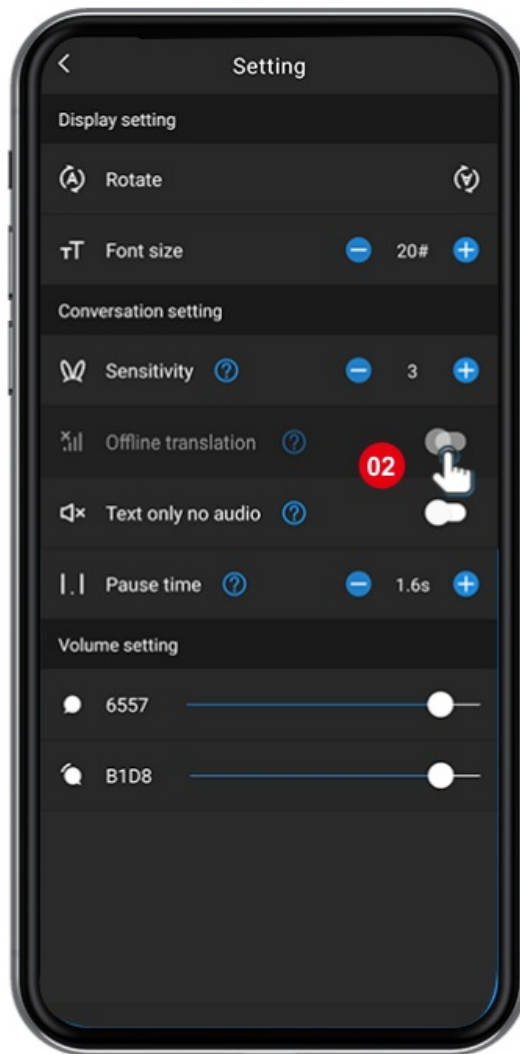 Setting
Display setting
Rotate
Font size 20#
Conversation setting
Sensitivity ? 3
Offline translation ?
02
Text only no audio ?
Pause time ? 1.6s
Volume setting
6557
B1D8